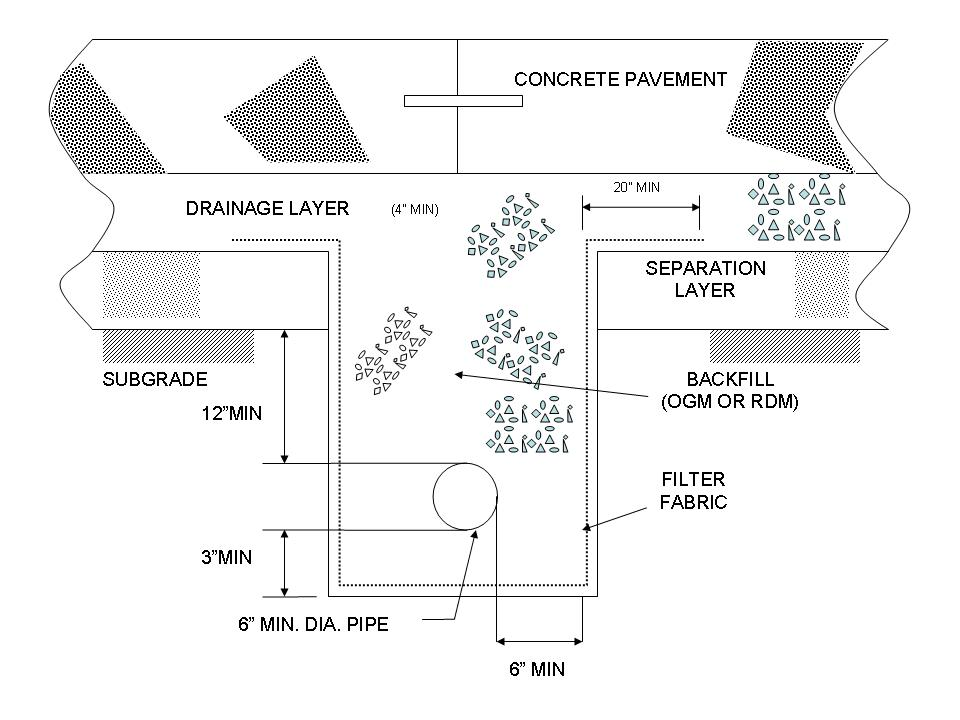 CONCRETE PAVEMENT
20” MIN
DRAINAGE LAYER (4” MIN)
SEPARATION
LAYER
SUBGRADE
BACKFILL
(OGM OR RDM)
12”MIN
FILTER
FABRIC
3”MIN
6” MIN. DIA. PIPE
6” MIN